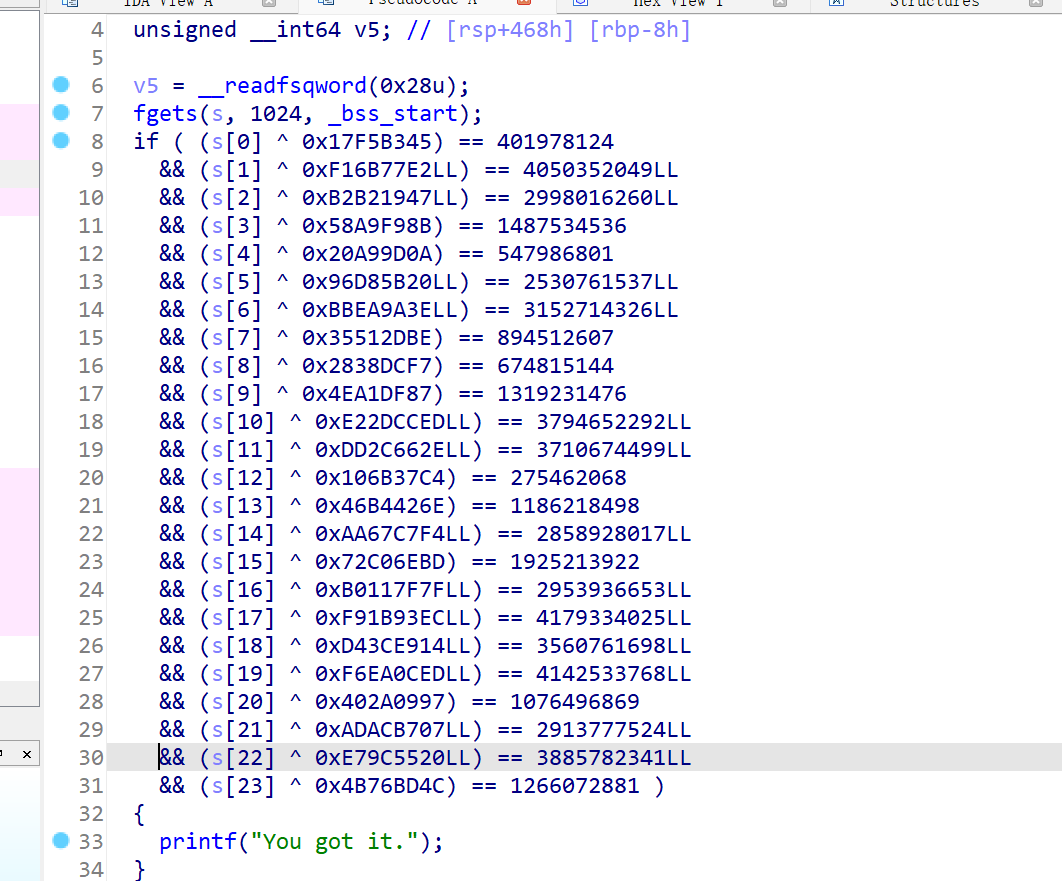 IDA View A Pseudocode A Hex View 1 Structures
4 unsigned __int64 v5; // [rsp+468h] [rbp-8h]
5
6 v5 = __readfsqword(0x28u);
7 fgets(s, 1024, _bss_start);
8 if ( (s[0] ^ 0x17F5B345) == 401978124
9 && (s[1] ^ 0xF16B77E2LL) == 4050352049LL
10 && (s[2] ^ 0xB2B21947LL) == 2998016260LL
11 && (s[3] ^ 0x58A9F98B) == 1487534536
12 && (s[4] ^ 0x20A99D0A) == 547986801
13 && (s[5] ^ 0x96D85B20LL) == 2530761537LL
14 && (s[6] ^ 0xBBEA9A3ELL) == 3152714326LL
15 && (s[7] ^ 0x35512DBE) == 894512607
16 && (s[8] ^ 0x2838DCF7) == 674815144
17 && (s[9] ^ 0x4EA1DF87) == 1319231476
18 && (s[10] ^ 0xE22DCCEDLL) == 3794652292LL
19 && (s[11] ^ 0xDD2C662ELL) == 3710674499LL
20 && (s[12] ^ 0x106B37C4) == 275462068
21 && (s[13] ^ 0x46B4426E) == 1186218498
22 && (s[14] ^ 0xAA67C7F4LL) == 2858928017LL
23 && (s[15] ^ 0x72C06EBD) == 1925213922
24 && (s[16] ^ 0xB0117F7FLL) == 2953936653LL
25 && (s[17] ^ 0xF91B93ECLL) == 4179334025LL
26 && (s[18] ^ 0xD43CE914LL) == 3560761698LL
27 && (s[19] ^ 0xF6EA0CEDLL) == 4142533768LL
28 && (s[20] ^ 0x402A0997) == 1076496869
29 && (s[21] ^ 0xADACB707LL) == 2913777524LL
30 && (s[22] ^ 0xE79C5520LL) == 3885782341LL
31 && (s[23] ^ 0x4B76BD4C) == 1266072881 )
32 {
33 printf("You got it.");
34 }